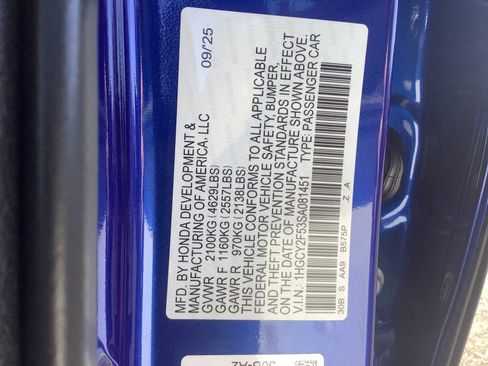 MFD. BY HONDA DEVELOPMENT & 09/25
MANUFACTURING OF AMERICA, LLC
GVWR 2100KG (4629LBS)
GAWR F 1160KG (2557LBS)
GAWR R 970KG (2138LBS)
THIS VEHICLE CONFORMS TO ALL APPLICABLE
FEDERAL MOTOR VEHICLE SAFETY, BUMPER,
AND THEFT PREVENTION STANDARDS IN EFFECT
ON THE DATE OF MANUFACTURE SHOWN ABOVE.
V.I.N.: 1HGCY2F53SA081451 TYPE: PASSENGER CAR
30B S AA9 B575P Z A